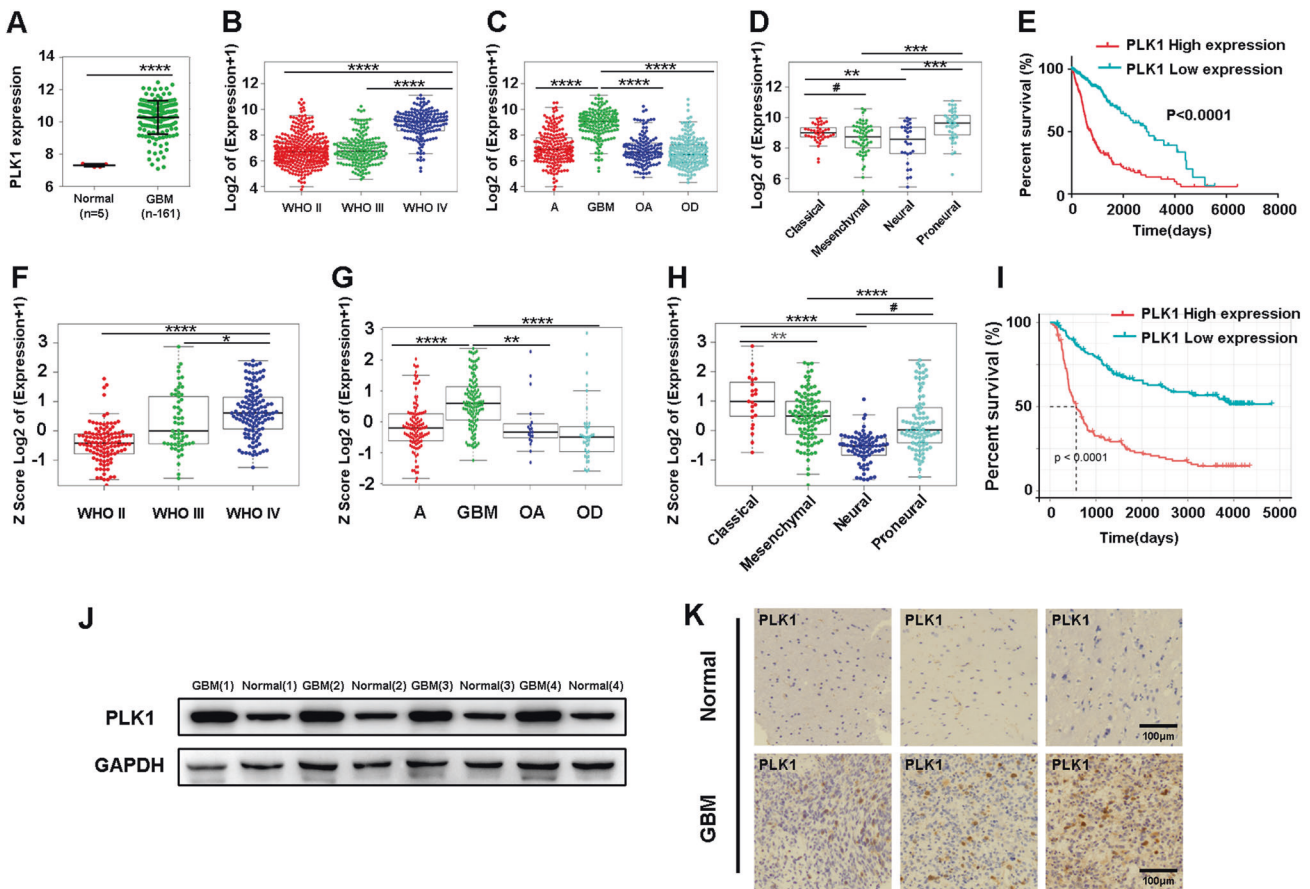 A
PLK1 expression
14
12
10
8
6
****
Normal
(n=5)
GBM
(n-161)
B
Log2 of (Expression+1)
12
10
8
6
4
****
****
WHO II
WHO III
WHO IV
C
Log2 of (Expression+1)
14
12
10
8
6
4
****
****
****
A
GBM
OA
OD
D
Log2 of (Expression+1)
12
10
8
6
***
**
***
#
Classical
Mesenchymal
Neural
Proneural
E
PLK1 High expression
PLK1 Low expression
Percent survival (%)
100
50
0
P<0.0001
0
2000
4000
6000
8000
Time(days)
F
Z Score Log2 of (Expression+1)
3
2
1
0
-1
****
*
WHO II
WHO III
WHO IV
G
Z Score Log2 of (Expression+1)
3
2
1
0
-1
-2
****
****
**
A
GBM
OA
OD
H
Z Score Log2 of (Expression+1)
3
2
1
0
-1
****
****
#
**
Classical
Mesenchymal
Neural
Proneural
I
PLK1 High expression
PLK1 Low expression
Percent survival (%)
100
50
0
p < 0.0001
0
1000
2000
3000
4000
5000
Time(days)
J
GBM(1) Normal(1) GBM(2) Normal(2) GBM(3) Normal(3) GBM(4) Normal(4)
PLK1
GAPDH
K
Normal
PLK1
PLK1
PLK1
100μm
GBM
PLK1
PLK1
PLK1
100μm